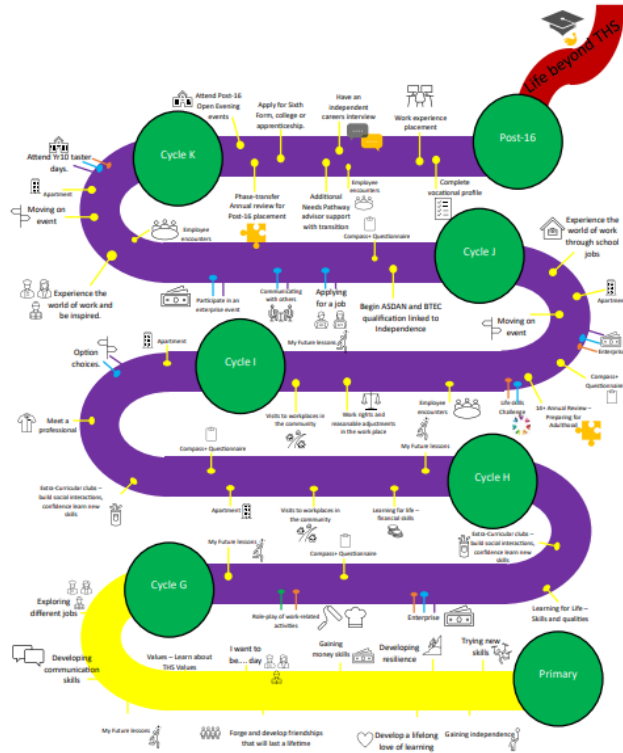 Life beyond THS
Attend Post-16
Open Evening
events
Apply for Sixth
Form, college or
apprenticeship.
Have an
independent
careers interview
Work experience
placement
Post-16
Cycle K
Attend Yr10 taster
days.
Apartment
Moving on
event
Employee
encounters
Phase-transfer
Annual review for
Post-16 placement
Additional
Needs Pathway
advisor support
with transition
Employee
encounters
Compass+ Questionnaire
Complete
vocational profile
Cycle J
Experience the
world of work
through school
jobs
Experience the
world of work and
be inspired.
Participate in an
enterprise event
Communicating
with others
Applying
for a job
Begin ASDAN and BTEC
qualification linked to
Independence
Moving on
event
Apartment
Enterprise
Option
choices.
Apartment
Cycle I
My Future lessons
Compass+
Questionnaire
Meet a
professional
Visits to workplaces in
the community
Work rights and
reasonable adjustments
in the work place
Employee
encounters
Life-skills
Challenge
10+ Annual Review –
Preparing for
Adulthood
Compass+ Questionnaire
My Future lessons
Cycle H
Extra-Curricular clubs –
build social interactions,
confidence learn new
skills
Apartment
Visits to workplaces in
the community
Learning for life –
financial skills
Extra-Curricular clubs –
build social interactions,
confidence learn new
skills
My Future lessons
Compass+ Questionnaire
Cycle G
Exploring
different jobs
Role-play of work-related
activities
Enterprise
Learning for Life –
Skills and qualities
Developing
communication
skills
Values – Learn about
THS Values
I want to
be.... day
Gaining
money skills
Developing
resilience
Trying new
skills
Primary
My Future lessons
Forge and develop friendships
that will last a lifetime
Develop a lifelong
love of learning
Gaining independence